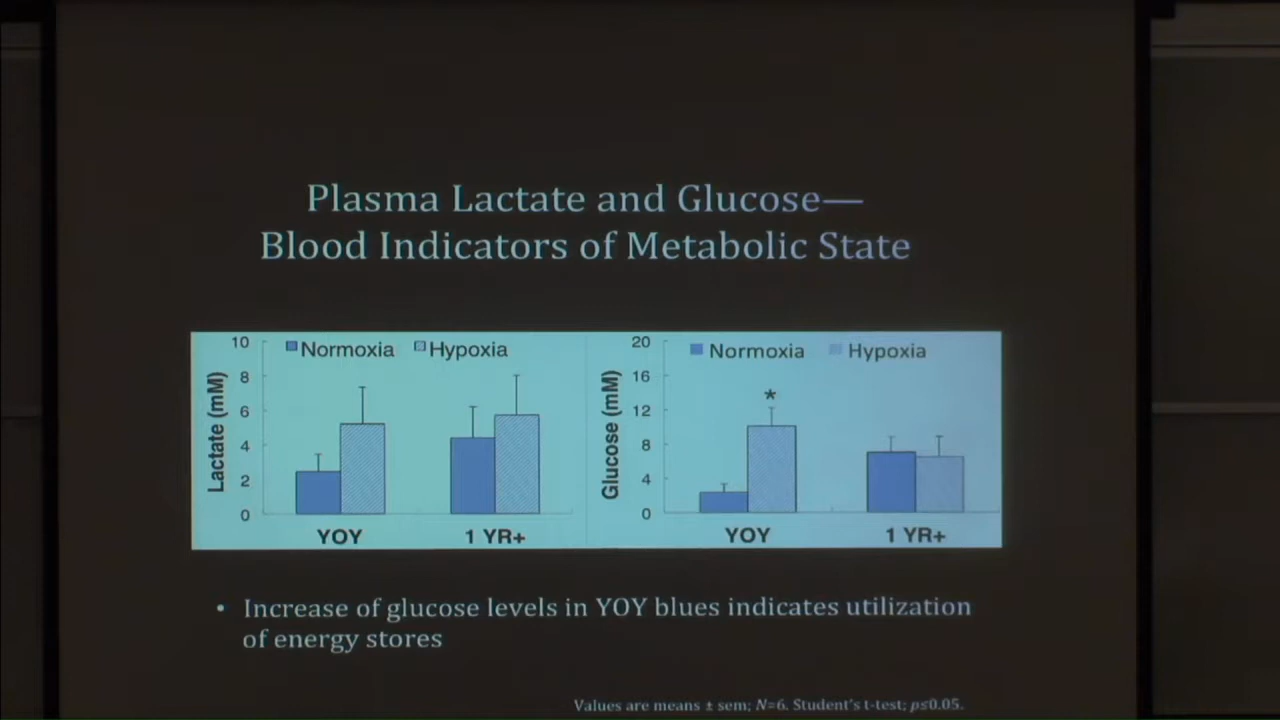 Plasma Lactate and Glucose—
Blood Indicators of Metabolic State
10
8
6
4
2
0
Lactate (mM)
Normoxia Hypoxia
YOY 1 YR+
20
16
12
8
4
0
Glucose (mM)
Normoxia Hypoxia
*
YOY 1 YR+
• Increase of glucose levels in YOY blues indicates utilization
of energy stores
Values are means ± sem; N=6. Student's t-test; p≤0.05.